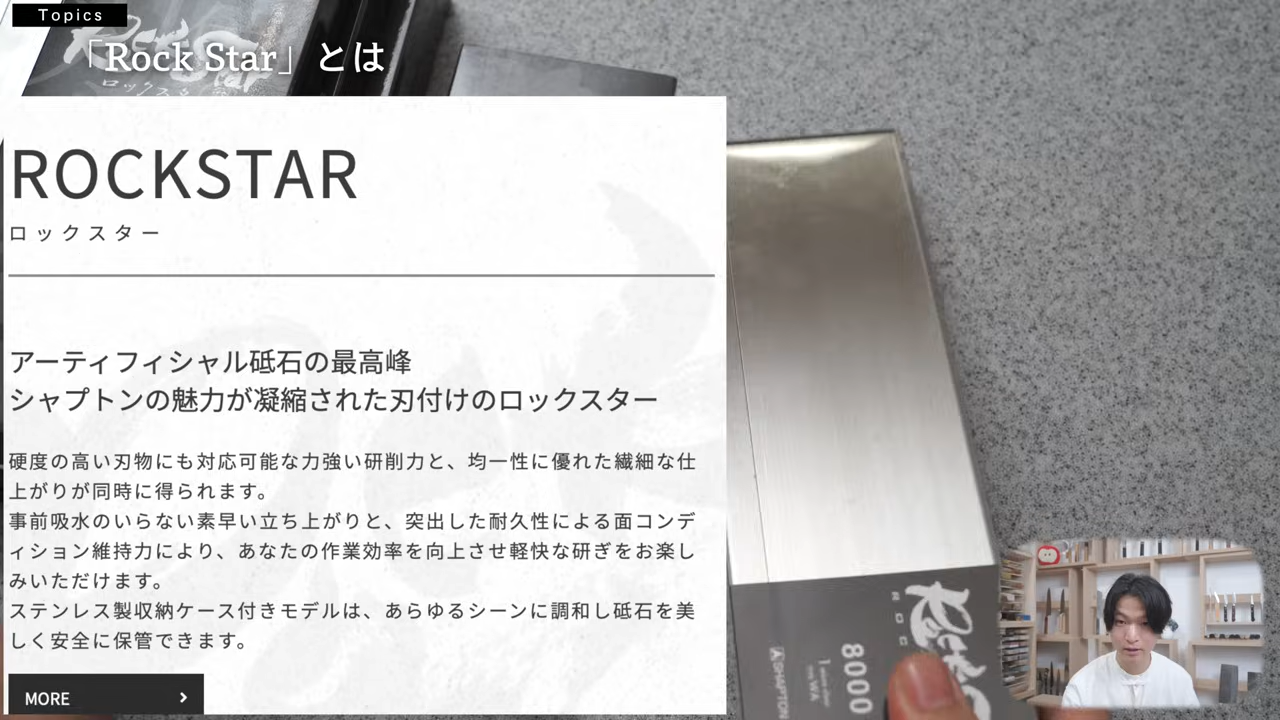 Topics
「Rock Star」とは
ROCKSTAR
ロックスター
アーティフィシャル砥石の最高峰
シャプトンの魅力が凝縮された刃付けのロックスター
硬度の高い刃物にも対応可能な力強い研削力と、均一性に優れた繊細な仕
上がりが同時に得られます。
事前吸水のいらない素早い立ち上がりと、突出した耐久性による面コンデ
ィション維持力により、あなたの作業効率を向上させ軽快な研ぎをお楽し
みいただけます。
ステンレス製収納ケース付きモデルは、あらゆるシーンに調和し砥石を美
しく安全に保管できます。
MORE
8000
SHAPTON